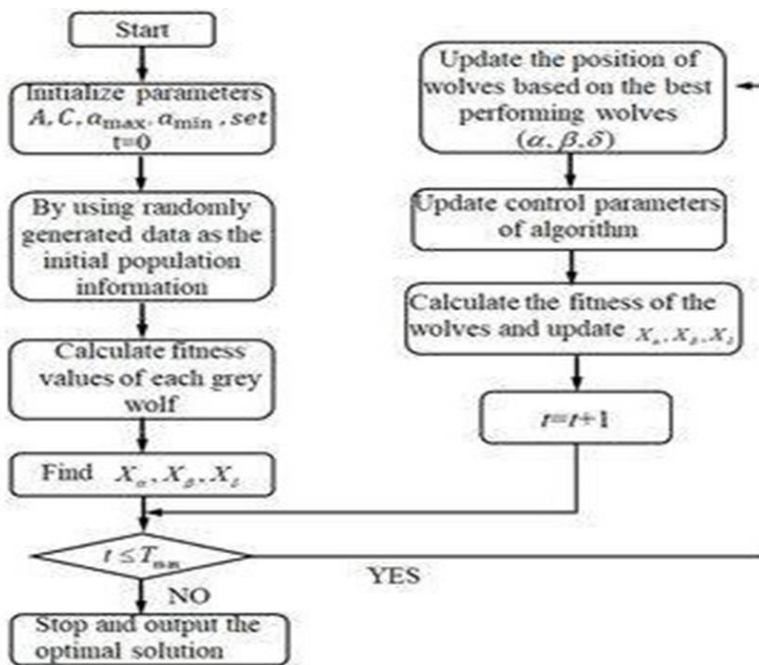 Start
Initialize parameters
A, C, a_max, a_min, set
t=0
By using randomly
generated data as the
initial population
information
Calculate fitness
values of each grey
wolf
Find X_α, X_β, X_δ
t ≤ T_max
NO
Stop and output the
optimal solution
YES
Update the position of
wolves based on the best
performing wolves
(α, β, δ)
Update control parameters
of algorithm
Calculate the fitness of the
wolves and update X_α, X_β, X_δ
t=t+1